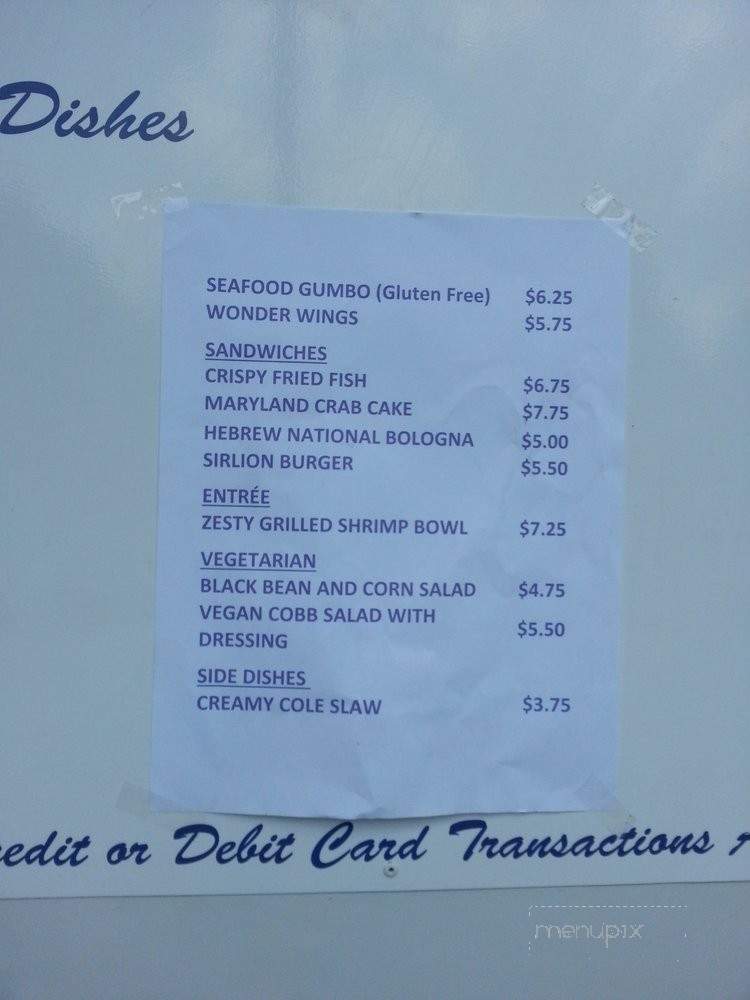 Dishes
SEAFOOD GUMBO (Gluten Free) $6.25
WONDER WINGS $5.75
SANDWICHES
CRISPY FRIED FISH $6.75
MARYLAND CRAB CAKE $7.75
HEBREW NATIONAL BOLOGNA $5.00
SIRLION BURGER $5.50
ENTRÉE
ZESTY GRILLED SHRIMP BOWL $7.25
VEGETARIAN
BLACK BEAN AND CORN SALAD $4.75
VEGAN COBB SALAD WITH
DRESSING $5.50
SIDE DISHES
CREAMY COLE SLAW $3.75
edit or Debit Card Transactions
menupix